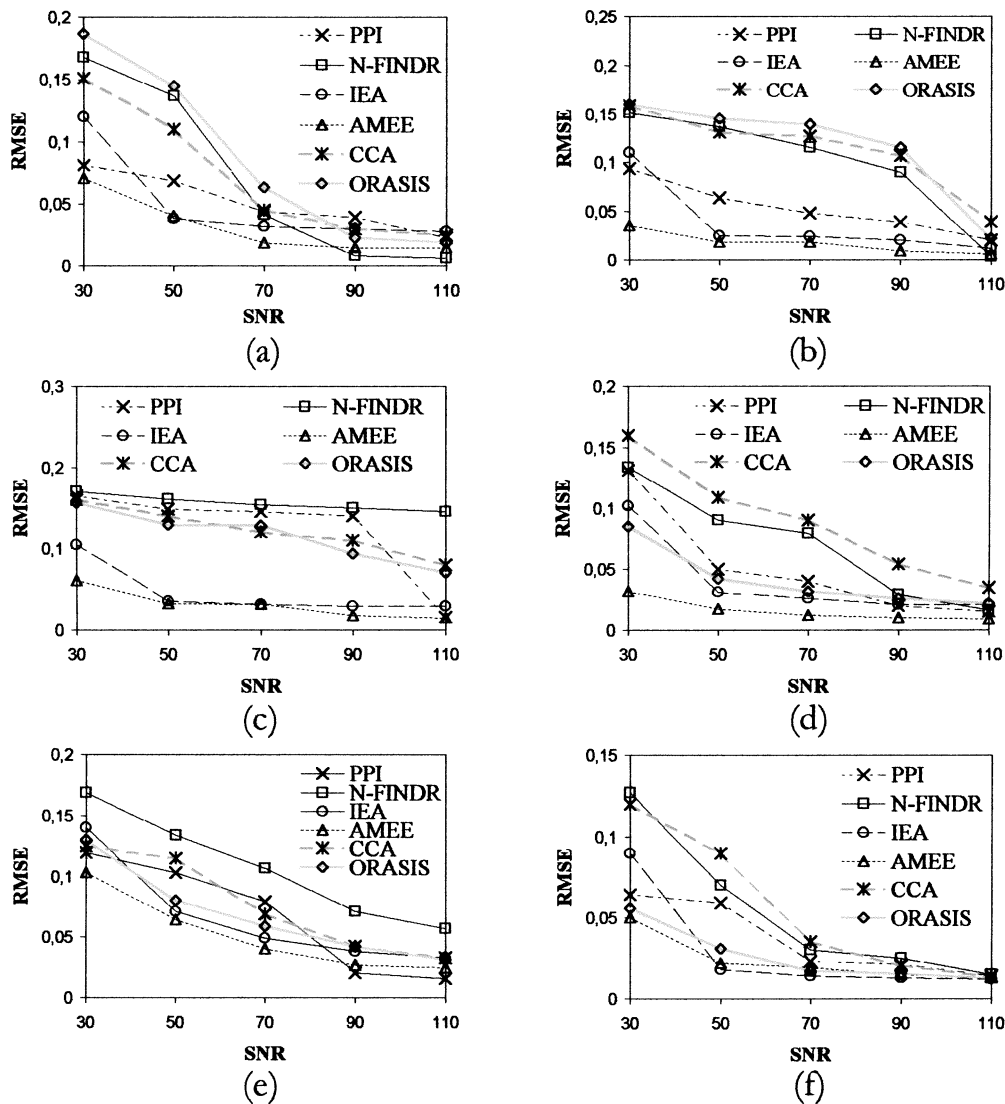 0,2
0,15
0,1
0,05
0
RMSE
30 50 70 90 110
SNR
PPI
N-FINDR
IEA
AMEE
CCA
ORASIS
(a)
0,25
0,2
0,15
0,1
0,05
0
RMSE
30 50 70 90 110
SNR
PPI N-FINDR
IEA AMEE
CCA ORASIS
(b)
0,3
0,2
0,1
0
RMSE
30 50 70 90 110
SNR
PPI N-FINDR
IEA AMEE
CCA ORASIS
(c)
0,2
0,15
0,1
0,05
0
RMSE
30 50 70 90 110
SNR
PPI N-FINDR
IEA AMEE
CCA ORASIS
(d)
0,2
0,15
0,1
0,05
0
RMSE
30 50 70 90 110
SNR
PPI
N-FINDR
IEA
AMEE
CCA
ORASIS
(e)
0,15
0,1
0,05
0
RMSE
30 50 70 90 110
SNR
PPI
N-FINDR
IEA
AMEE
CCA
ORASIS
(f)